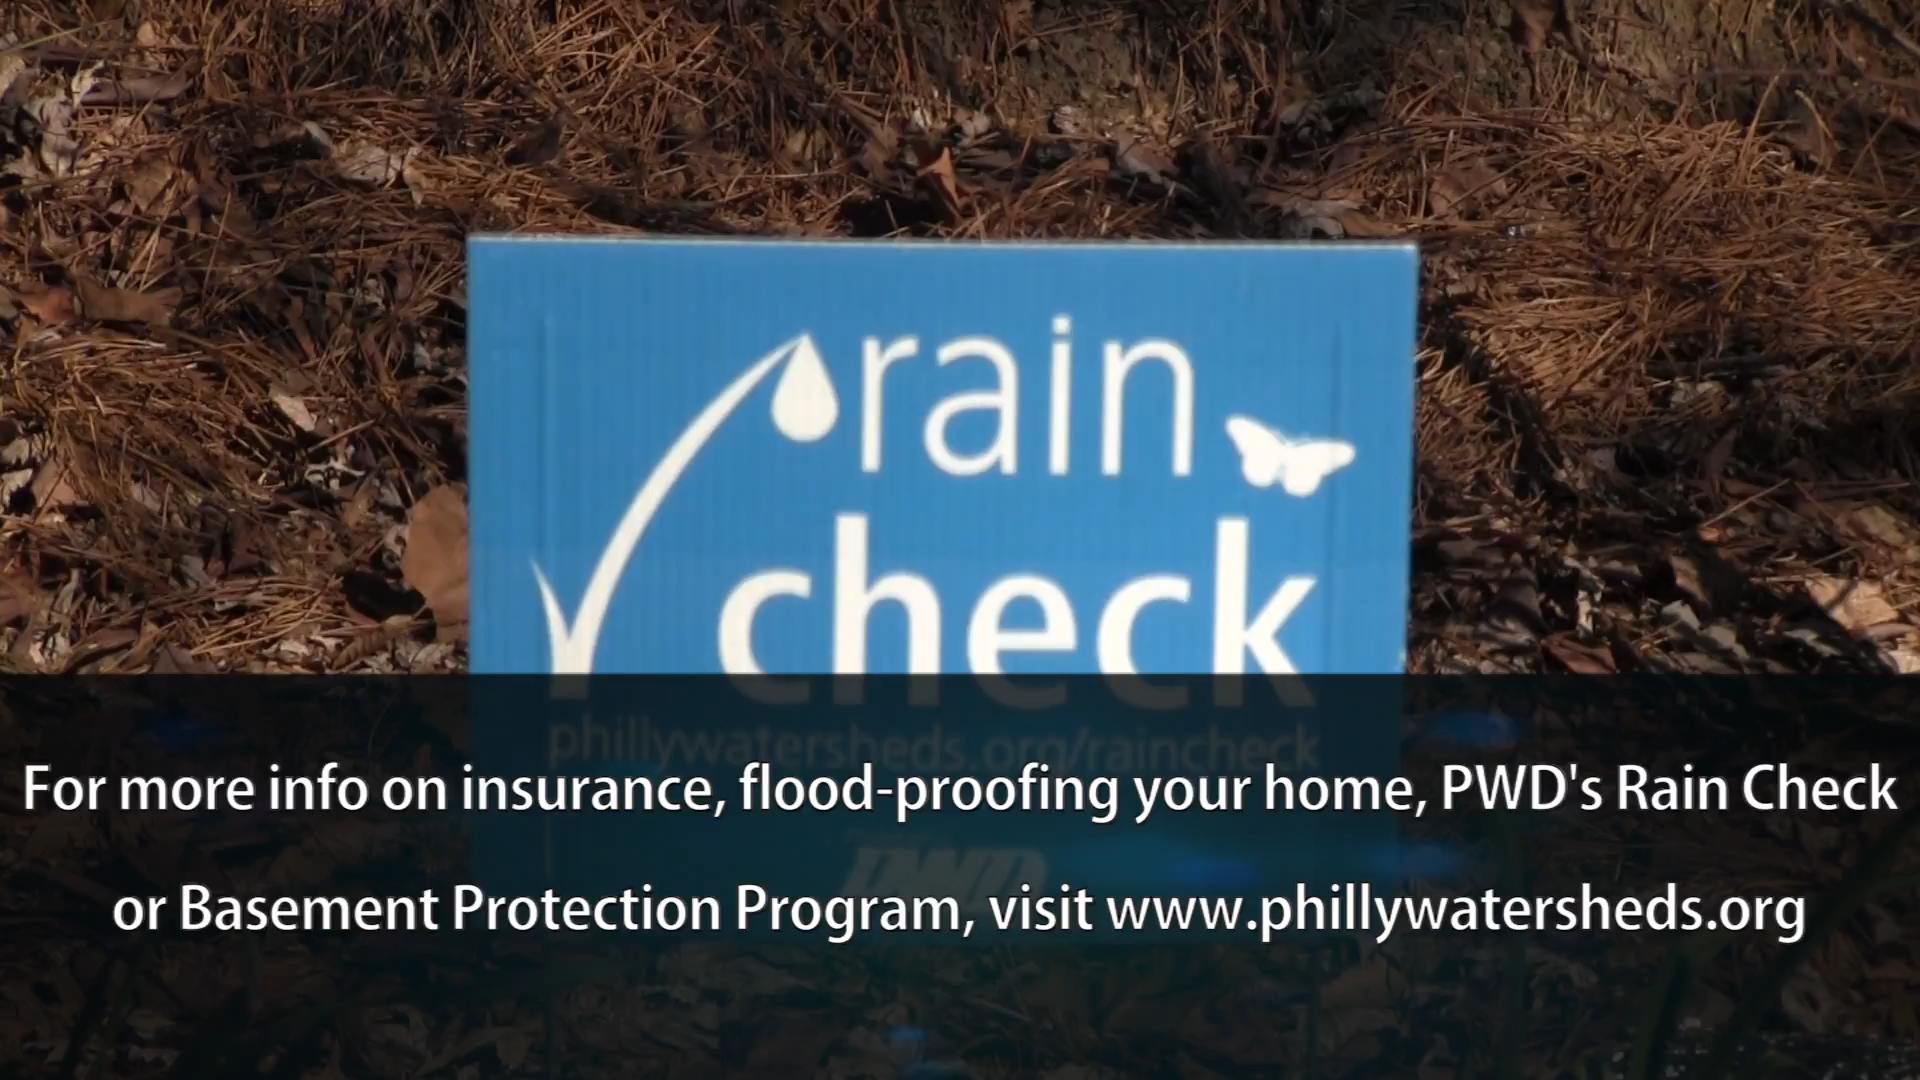 rain
check
phillywatersheds.org/raincheck
PWD
For more info on insurance, flood-proofing your home, PWD's Rain Check
or Basement Protection Program, visit www.phillywatersheds.org